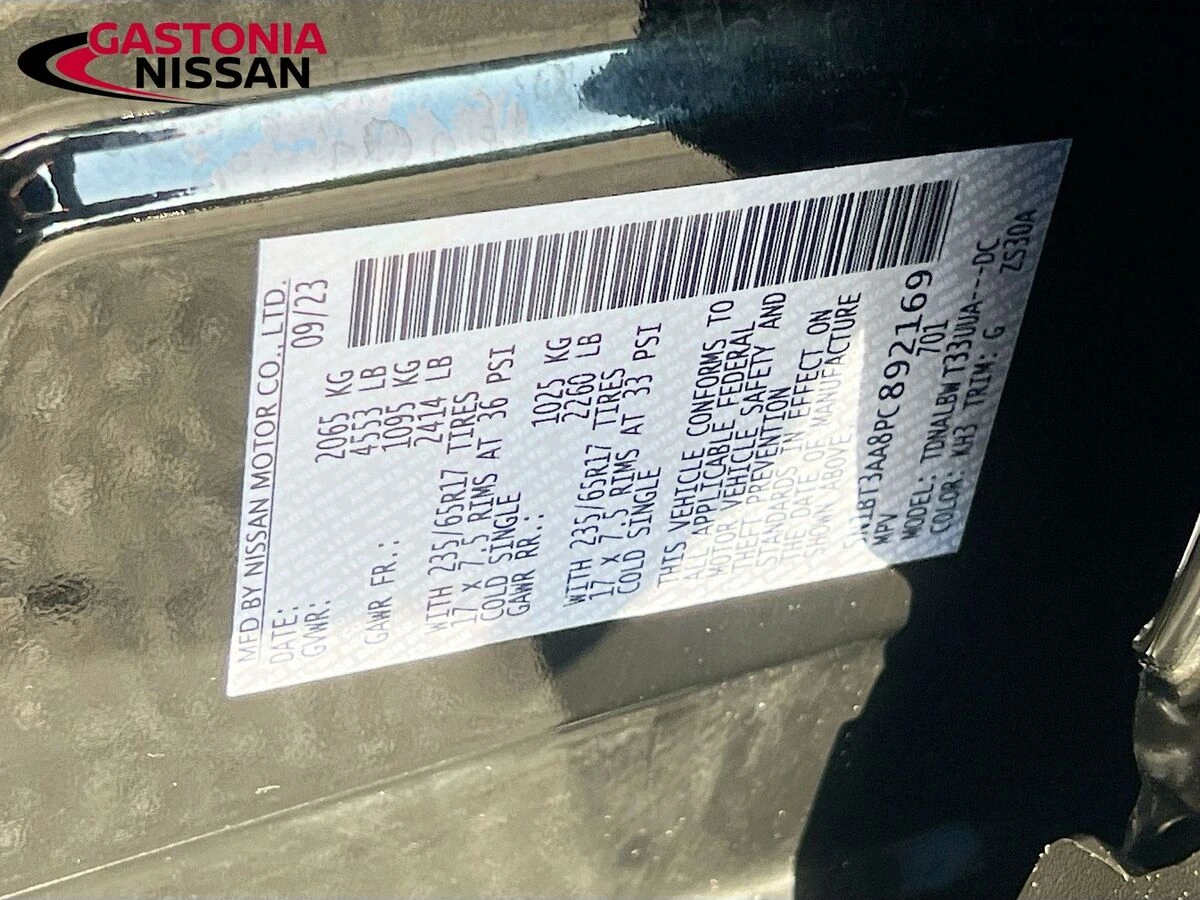 GASTONIA
NISSAN
MFD BY NISSAN MOTOR CO., LTD.
DATE: 09/23
GVWR: 2065 KG
4553 LB
GAWR FR.: 1095 KG
2414 LB
WITH 235/65R17 TIRES
17 X 7.5 RIMS AT 36 PSI
COLD SINGLE
GAWR RR.: 1025 KG
2260 LB
WITH 235/65R17 TIRES
17 X 7.5 RIMS AT 33 PSI
COLD SINGLE
THIS VEHICLE CONFORMS TO
ALL APPLICABLE FEDERAL
MOTOR VEHICLE SAFETY AND
THEFT PREVENTION
STANDARDS IN EFFECT ON
THE DATE OF MANUFACTURE
SHOWN ABOVE.
5N1BT3AA8PC892169
MPV 701
MODEL: TDNALBW T33UUA---DC
COLOR: KH3 TRIM: G ZS30A